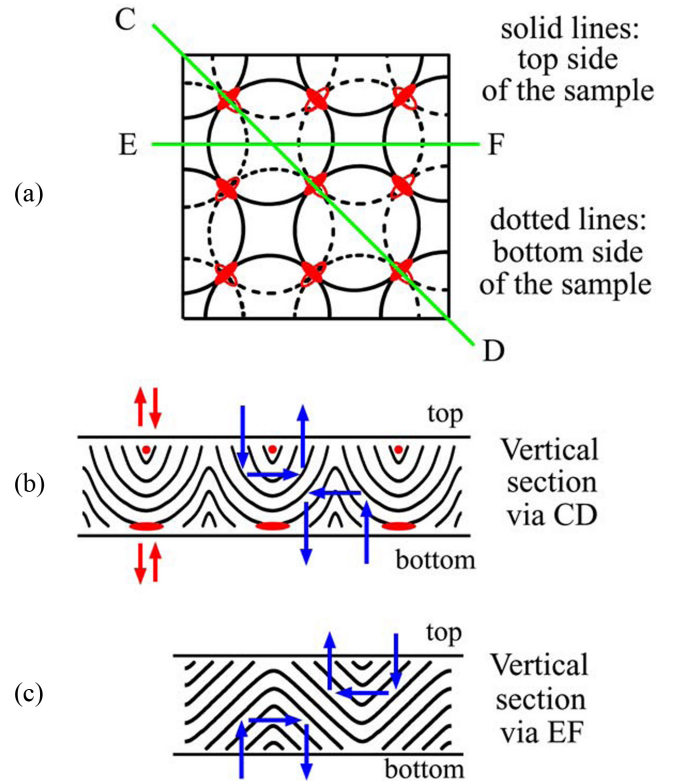 C
solid lines:
top side
of the sample
E
F
(a)
dotted lines:
bottom side
of the sample
D
top
(b)
Vertical
section
via CD
bottom
top
(c)
Vertical
section
via EF
bottom